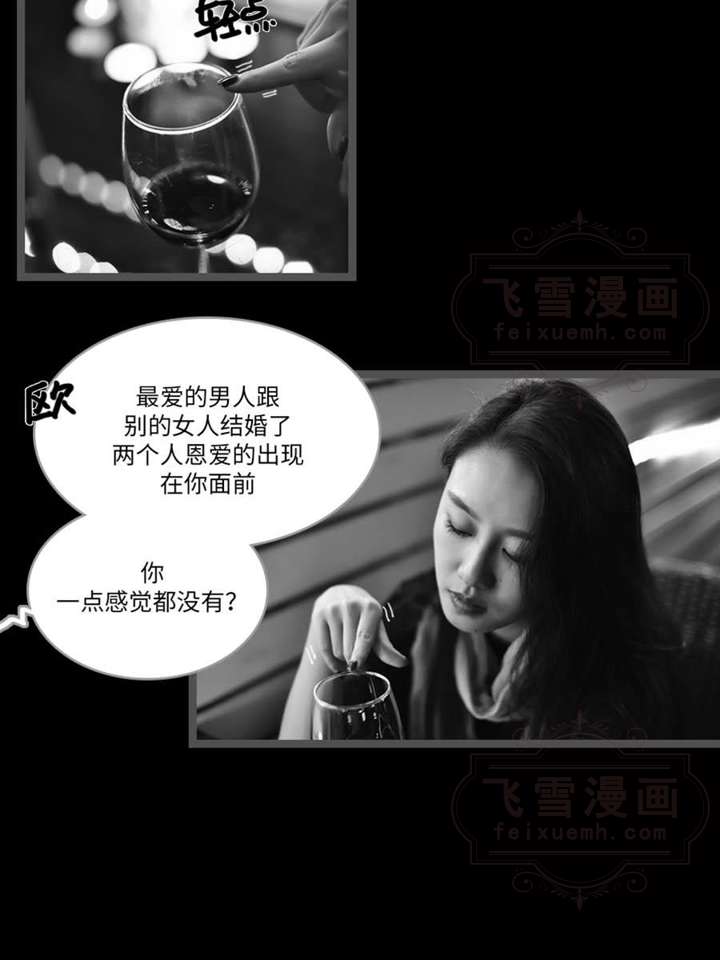 轻点
飞雪漫画
feixuemh.com
欧
最爱的男人跟
别的女人结婚了
两个人恩爱的出现
在你面前
你
一点感觉都没有？
飞雪漫画
feixuemh.com